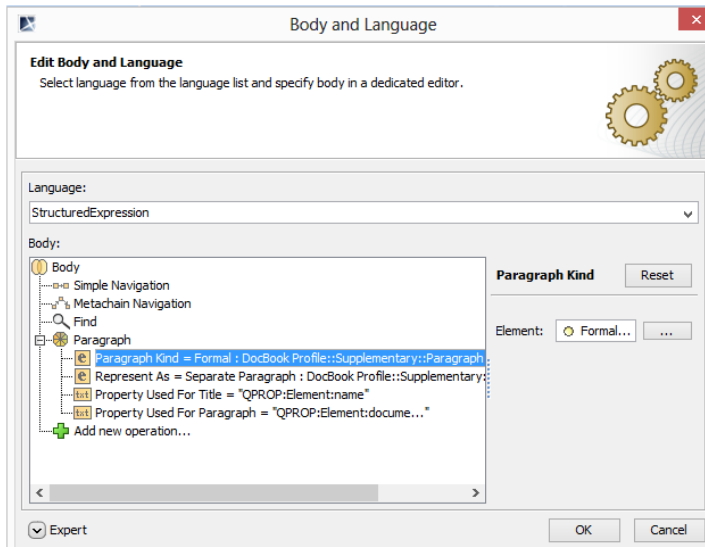 Body and Language
Edit Body and Language
Select language from the language list and specify body in a dedicated editor.
Language:
StructuredExpression
Body:
Body
Simple Navigation
Metachain Navigation
Find
Paragraph
e Paragraph Kind = Formal : DocBook Profile::Supplementary::Paragraph
e Represent As = Separate Paragraph : DocBook Profile::Supplementary:
txt Property Used For Title = "QPROP:Element:name"
txt Property Used For Paragraph = "QPROP:Element:docume..."
Add new operation...
Paragraph Kind
Reset
Element:
Formal...
...
Expert
OK
Cancel